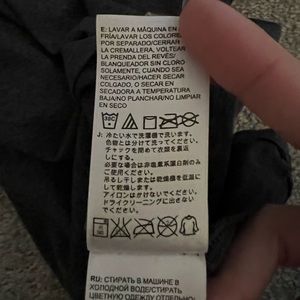 E: LAVAR A MÁQUINA EN
FRÍA/LAVAR LOS COLORES
POR SEPARADO/CERRAR
LA CREMALLERA, VOLTEAR
LA PRENDA DEL REVÉS/
BLANQUEADOR SIN CLORO
SOLAMENTE, CUANDO SEA
NECESARIO/HACER SECAR
COLGADO, O SECAR EN
SECADORA A TEMPERATURA
BAJA/NO PLANCHAR/NO LIMPIAR
EN SECO
J: 冷たい水で洗濯機で洗います。
色物とは分けて洗ってください。
チャックを閉めて衣類を裏返し
にします。
必要な場合は非塩素系漂白剤のみ
ご使用ください。
吊るし干しまたは乾燥機を低温に
して乾燥します。
アイロンはかけないでください。
ドライクリーニングに出さないで
ください。
RU: СТИРАТЬ В МАШИНЕ В
ХОЛОДНОЙ ВОДЕ/СТИРАТЬ
ЦВЕТНУЮ ОДЕЖДУ ОТДЕЛЬНО/